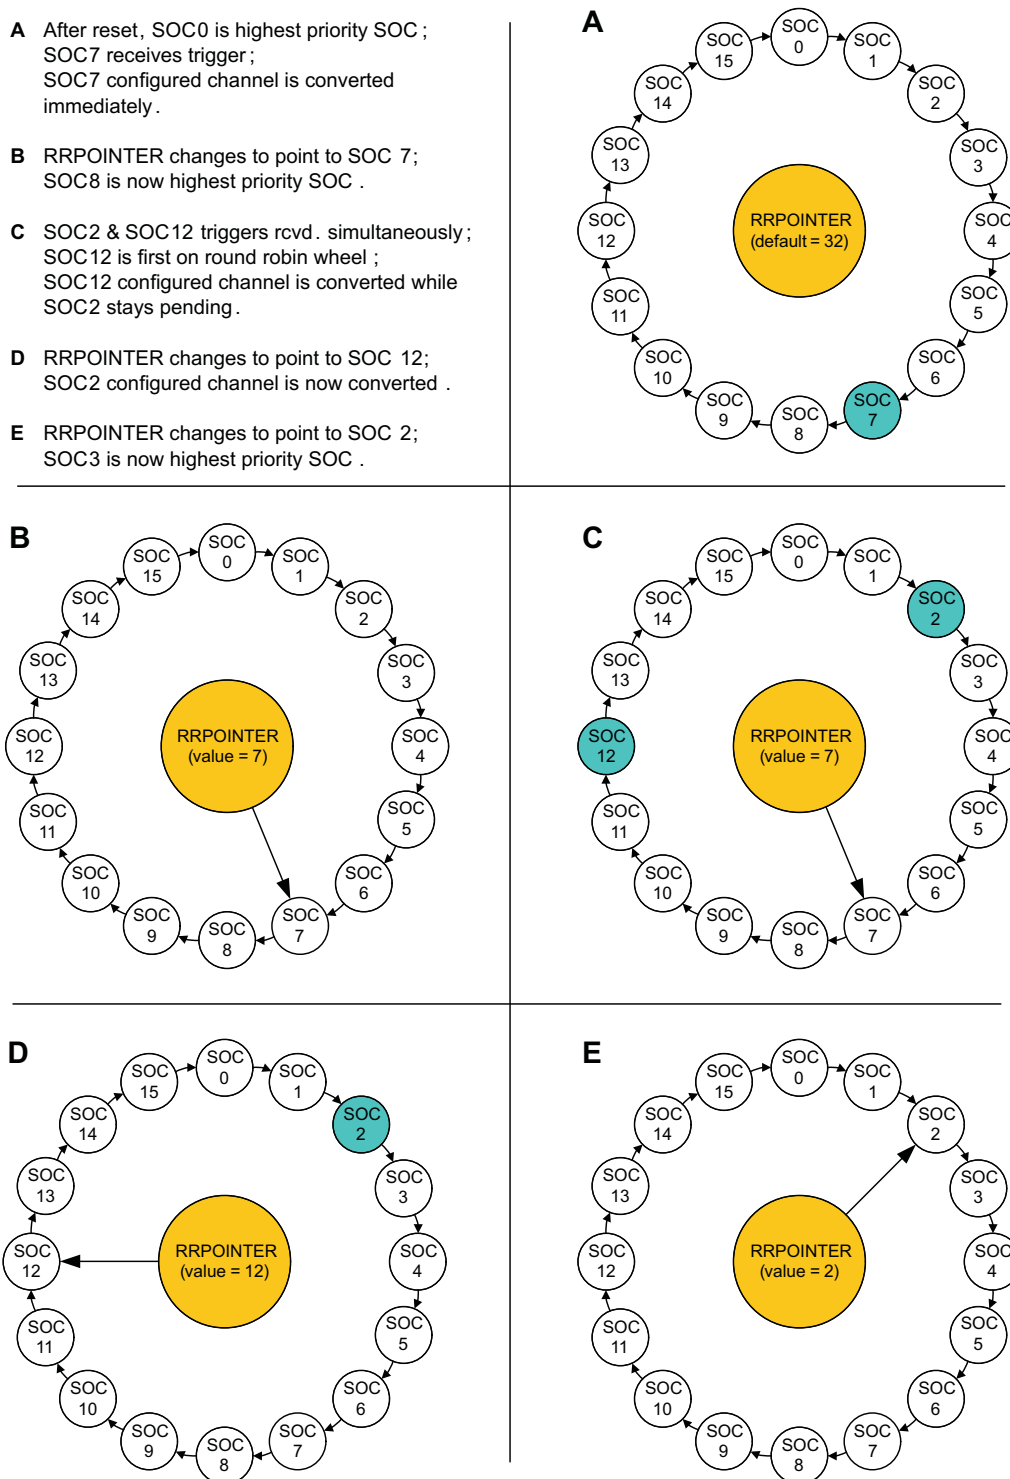 A After reset, SOC0 is highest priority SOC ;
SOC7 receives trigger ;
SOC7 configured channel is converted
immediately .
B RRPOINTER changes to point to SOC 7;
SOC8 is now highest priority SOC .
C SOC2 & SOC12 triggers rcvd . simultaneously ;
SOC12 is first on round robin wheel ;
SOC12 configured channel is converted while
SOC2 stays pending .
D RRPOINTER changes to point to SOC 12;
SOC2 configured channel is now converted .
E RRPOINTER changes to point to SOC 2;
SOC3 is now highest priority SOC .
A
SOC
0
SOC
1
SOC
2
SOC
3
SOC
4
SOC
5
SOC
6
SOC
7
SOC
8
SOC
9
SOC
10
SOC
11
SOC
12
SOC
13
SOC
14
SOC
15
RRPOINTER
(default = 32)
B
SOC
0
SOC
1
SOC
2
SOC
3
SOC
4
SOC
5
SOC
6
SOC
7
SOC
8
SOC
9
SOC
10
SOC
11
SOC
12
SOC
13
SOC
14
SOC
15
RRPOINTER
(value = 7)
C
SOC
0
SOC
1
SOC
2
SOC
3
SOC
4
SOC
5
SOC
6
SOC
7
SOC
8
SOC
9
SOC
10
SOC
11
SOC
12
SOC
13
SOC
14
SOC
15
RRPOINTER
(value = 7)
D
SOC
0
SOC
1
SOC
2
SOC
3
SOC
4
SOC
5
SOC
6
SOC
7
SOC
8
SOC
9
SOC
10
SOC
11
SOC
12
SOC
13
SOC
14
SOC
15
RRPOINTER
(value = 12)
E
SOC
0
SOC
1
SOC
2
SOC
3
SOC
4
SOC
5
SOC
6
SOC
7
SOC
8
SOC
9
SOC
10
SOC
11
SOC
12
SOC
13
SOC
14
SOC
15
RRPOINTER
(value = 2)